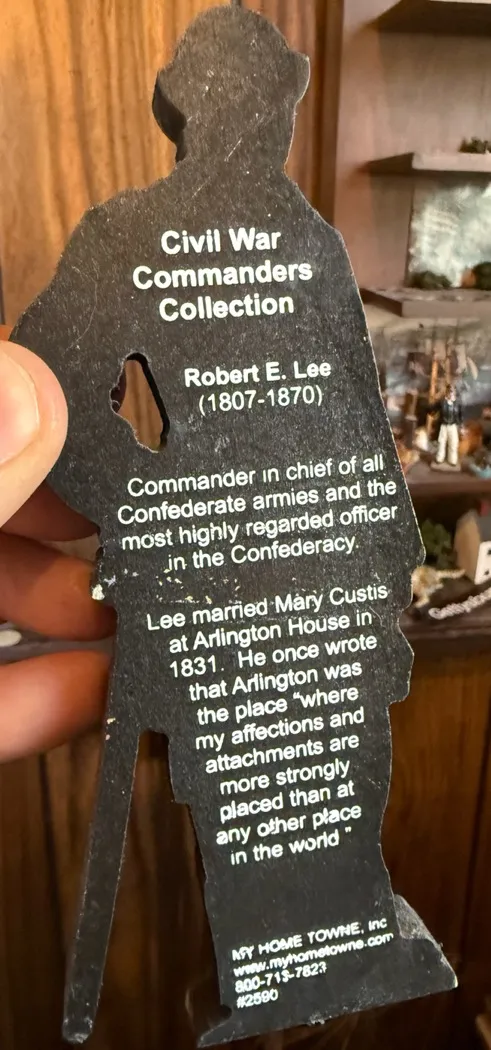 Civil War
Commanders
Collection
Robert E. Lee
(1807-1870)
Commander in chief of all
Confederate armies and the
most highly regarded officer
in the Confederacy.
Lee married Mary Custis
at Arlington House in
1831. He once wrote
that Arlington was
the place “where
my affections and
attachments are
more strongly
placed than at
any other place
in the world ”
MY HOME TOWNE, Inc
www.myhometowne.com
800-713-7823
#2590